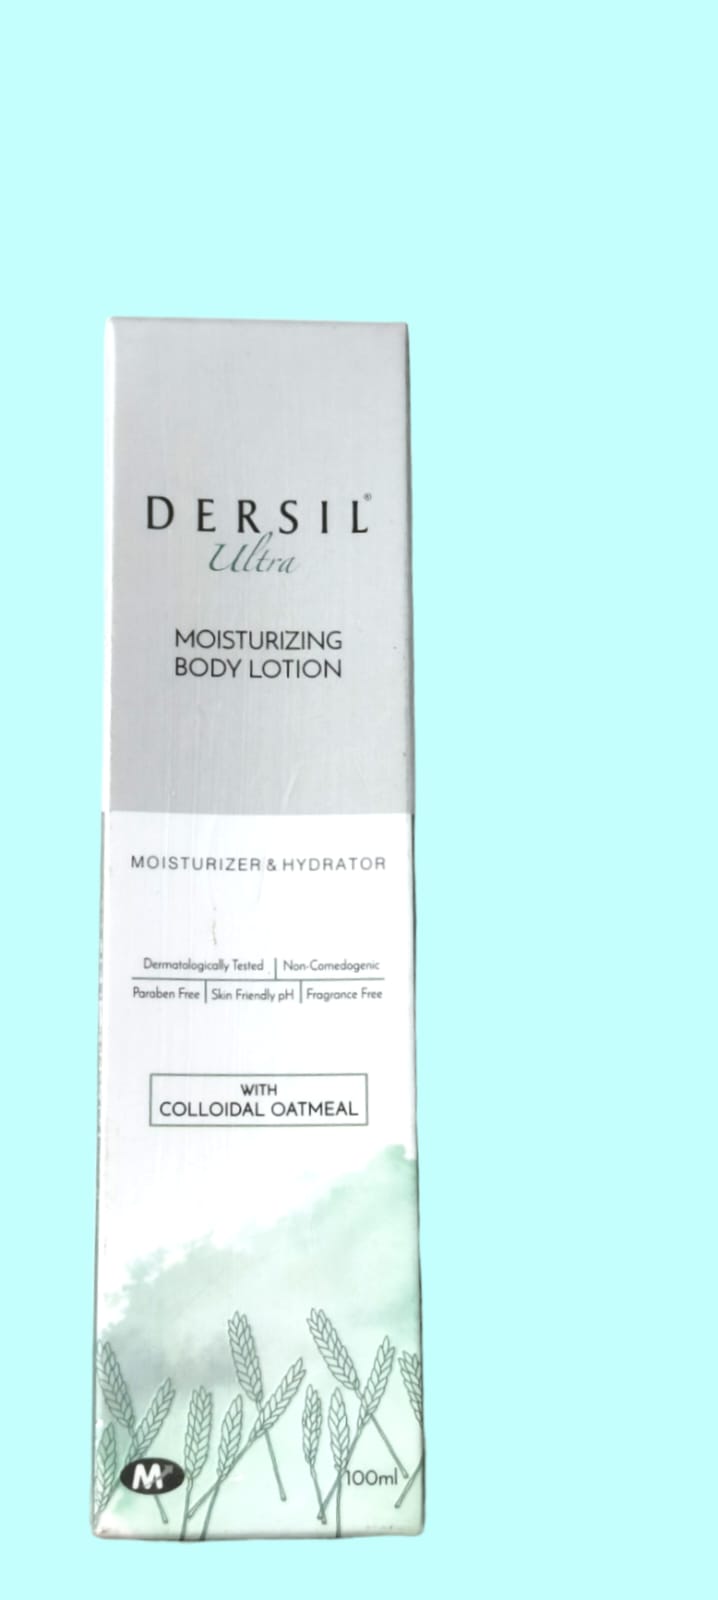 DERSIL®
Ultra
MOISTURIZING
BODY LOTION
MOISTURIZER & HYDRATOR
Dermatologically Tested | Non-Comedogenic
Paraben Free | Skin Friendly pH | Fragrance Free
WITH
COLLOIDAL OATMEAL
M
100ml